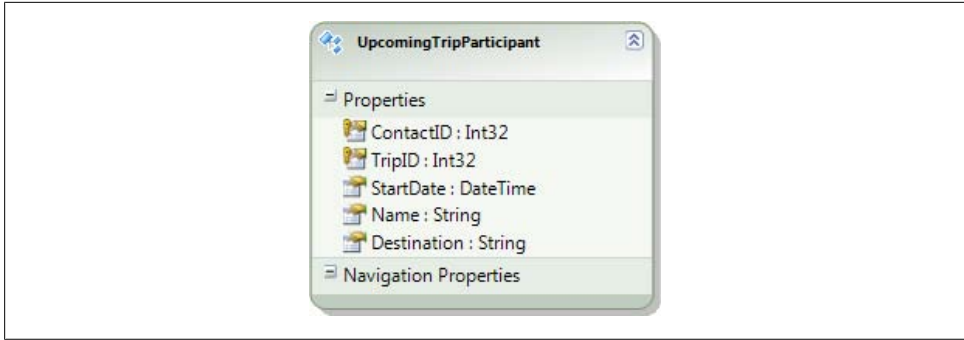 UpcomingTripParticipant
Properties
ContactID : Int32
TripID : Int32
StartDate : DateTime
Name : String
Destination : String
Navigation Properties